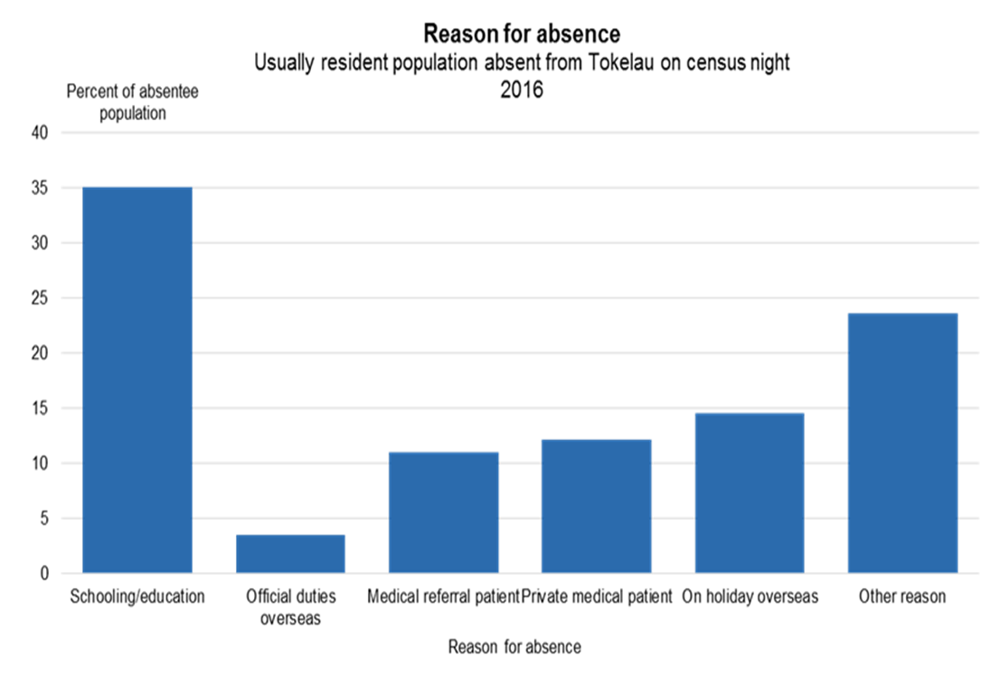 Reason for absence
Usually resident population absent from Tokelau on census night
2016
Percent of absentee
population
40
35
30
25
20
15
10
5
0
Schooling/education
Official duties
overseas
Medical referral patient
Private medical patient
On holiday overseas
Other reason
Reason for absence